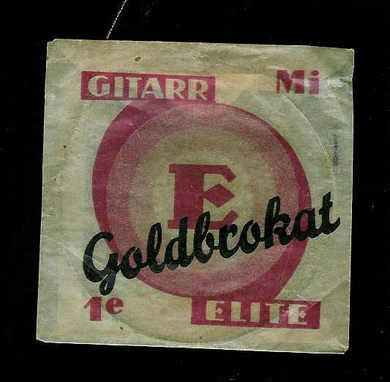 GITARR Mi
E
Goldbrokat
1e ELITE